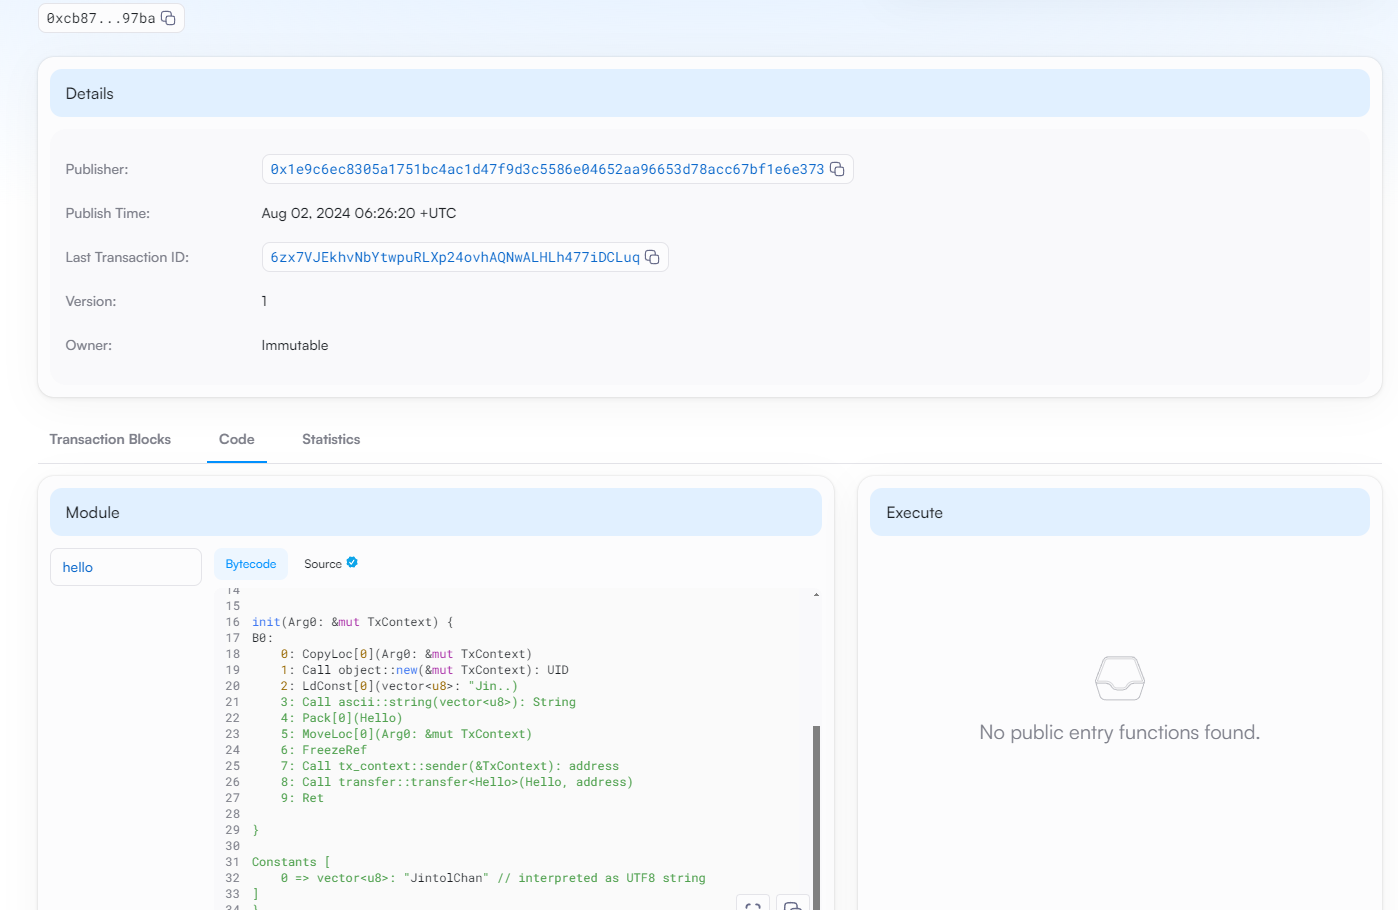 0xcb87...97ba
Details
Publisher: 0x1e9c6ec8305a1751bc4ac1d47f9d3c5586e04652aa96653d78acc67bf1e6e373
Publish Time: Aug 02, 2024 06:26:20 +UTC
Last Transaction ID: 6zx7VJEkhvNbYtwpuRLXp24ovhAQNwALHLh477iDCLuq
Version: 1
Owner: Immutable
Transaction Blocks Code Statistics
Module
hello
Bytecode Source
14
15
16 init(Arg0: &mut TxContext) {
17 B0:
18 0: CopyLoc[0](Arg0: &mut TxContext)
19 1: Call object::new(&mut TxContext): UID
20 2: LdConst[0](vector<u8>: "Jin..)
21 3: Call ascii::string(vector<u8>): String
22 4: Pack[0](Hello)
23 5: MoveLoc[0](Arg0: &mut TxContext)
24 6: FreezeRef
25 7: Call tx_context::sender(&TxContext): address
26 8: Call transfer::transfer<Hello>(Hello, address)
27 9: Ret
28
29 }
30
31 Constants [
32 0 => vector<u8>: "JintolChan" // interpreted as UTF8 string
33 ]
34 }
Execute
No public entry functions found.